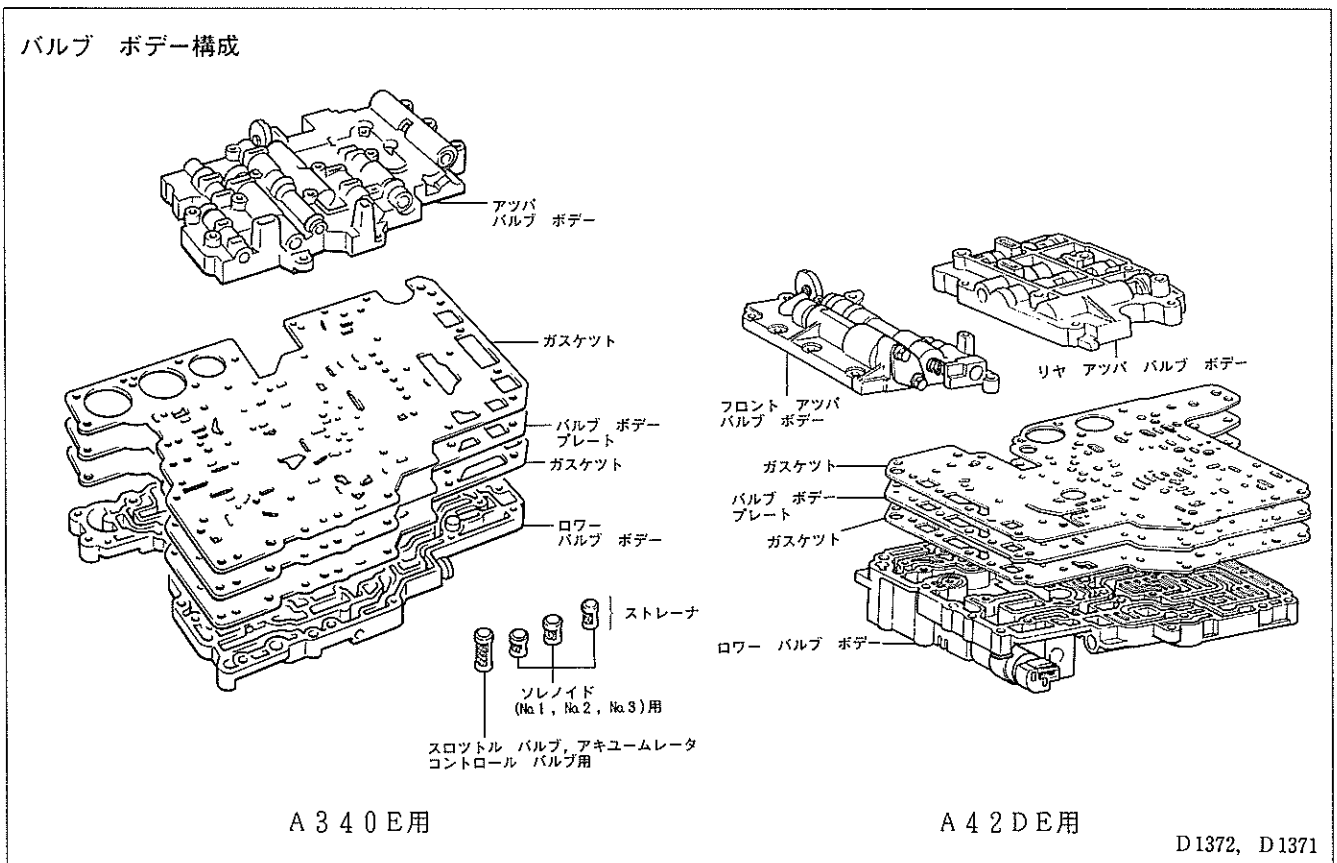 バルブ ボデー構成
アツパ
バルブ ボデー
ガスケツト
バルブ ボデー
プレート
ガスケツト
ロワー
バルブ ボデー
ストレーナ
ソレノイド
(No.1, No.2, No.3)用
スロツトル バルブ, アキユームレータ
コントロール バルブ用
A340E用
リヤ アツパ バルブ ボデー
フロント アツパ
バルブ ボデー
ガスケツト
バルブ ボデー
プレート
ガスケツト
ロワー バルブ ボデー
A42DE用
D1372, D1371